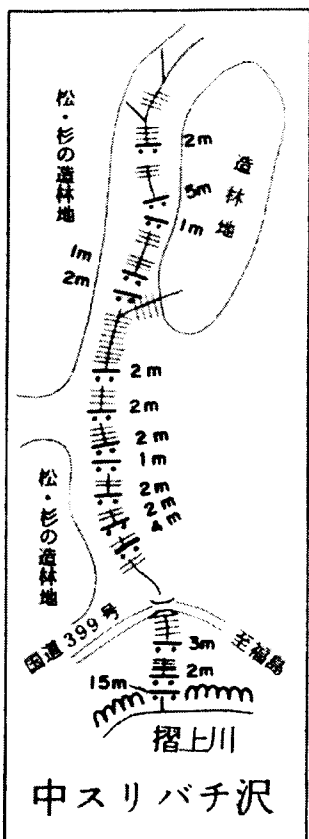 松・杉の造林地
造林地
2m
5m
1m
1m
2m
2m
2m
2m
1m
2m
2m
4m
松・杉の造林地
国道399号
至福島
3m
2m
15m
摺上川
中スリバチ沢